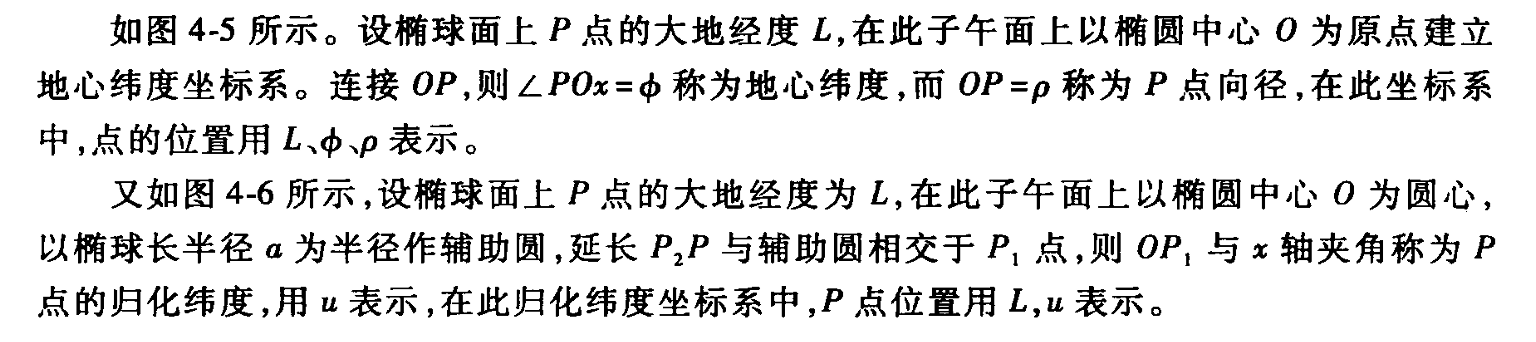 如图 4-5 所示。设椭球面上 P 点的大地经度 L,在此子午面上以椭圆中心 O 为原点建立
地心纬度坐标系。连接 OP,则∠POx=ϕ 称为地心纬度,而 OP=ρ 称为 P 点向径,在此坐标系
中,点的位置用 L、ϕ、ρ 表示。
又如图 4-6 所示,设椭球面上 P 点的大地经度为 L,在此子午面上以椭圆中心 O 为圆心,
以椭球长半径 a 为半径作辅助圆,延长 P₂P 与辅助圆相交于 P₁ 点,则 OP₁ 与 x 轴夹角称为 P
点的归化纬度,用 u 表示,在此归化纬度坐标系中,P 点位置用 L,u 表示。